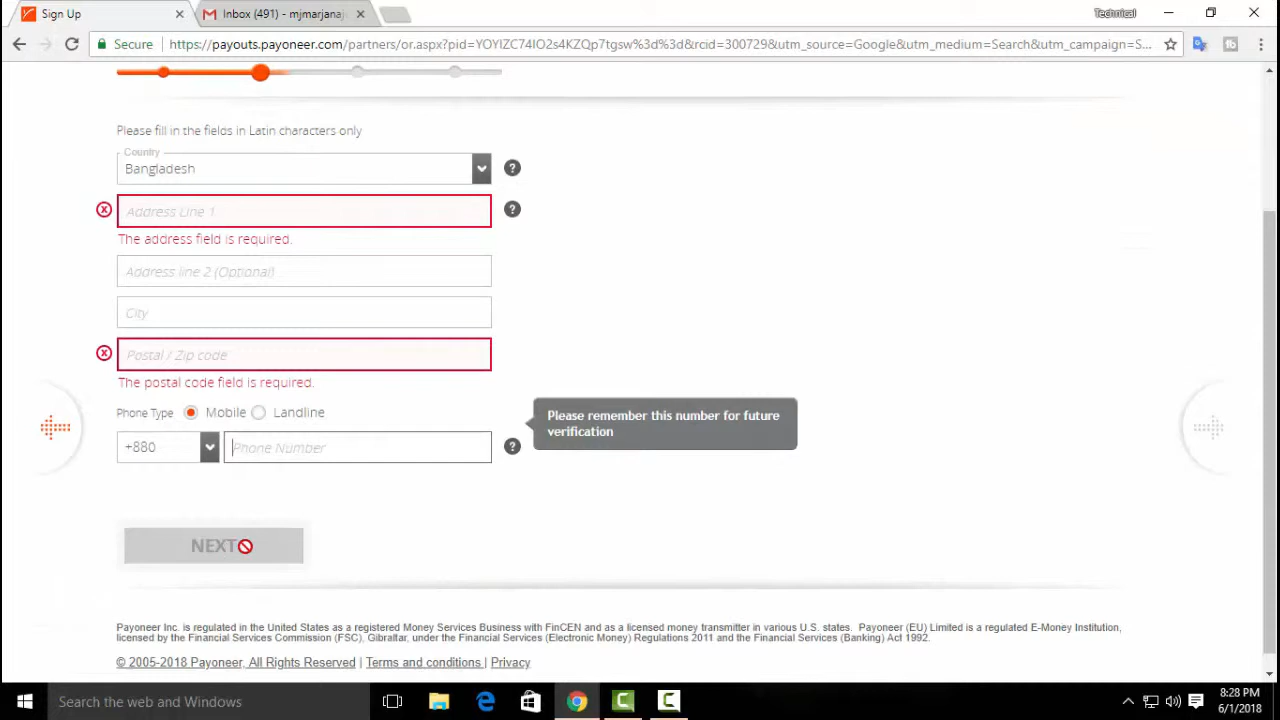 Sign Up
Inbox (491) - mjmarjanaj
Technical
Secure
https://payouts.payoneer.com/partners/or.aspx?pid=YOYIZC74IO2s4KZQp7tgsw%3d%3d&rcid=300729&utm_source=Google&utm_medium=Search&utm_campaign=S...
Please fill in the fields in Latin characters only
Country
Bangladesh
?
Address Line 1
?
The address field is required.
Address line 2 (Optional)
City
Postal / Zip code
The postal code field is required.
Phone Type Mobile Landline
Please remember this number for future
verification
+880
Phone Number
?
NEXT
Payoneer Inc. is regulated in the United States as a registered Money Services Business with FinCEN and as a licensed money transmitter in various U.S. states. Payoneer (EU) Limited is a regulated E-Money Institution,
licensed by the Financial Services Commission (FSC), Gibraltar, under the Financial Services (Electronic Money) Regulations 2011 and the Financial Services (Banking) Act 1992.
© 2005-2018 Payoneer, All Rights Reserved | Terms and conditions | Privacy
Search the web and Windows
8:28 PM
6/1/2018